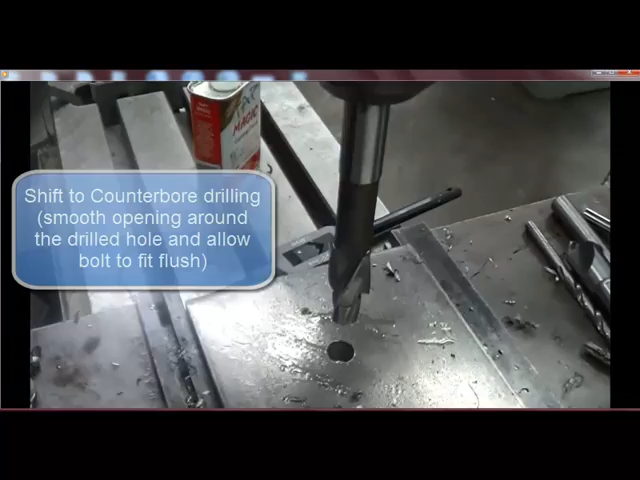 MAGIC
Shift to Counterbore drilling
(smooth opening around
the drilled hole and allow
bolt to fit flush)